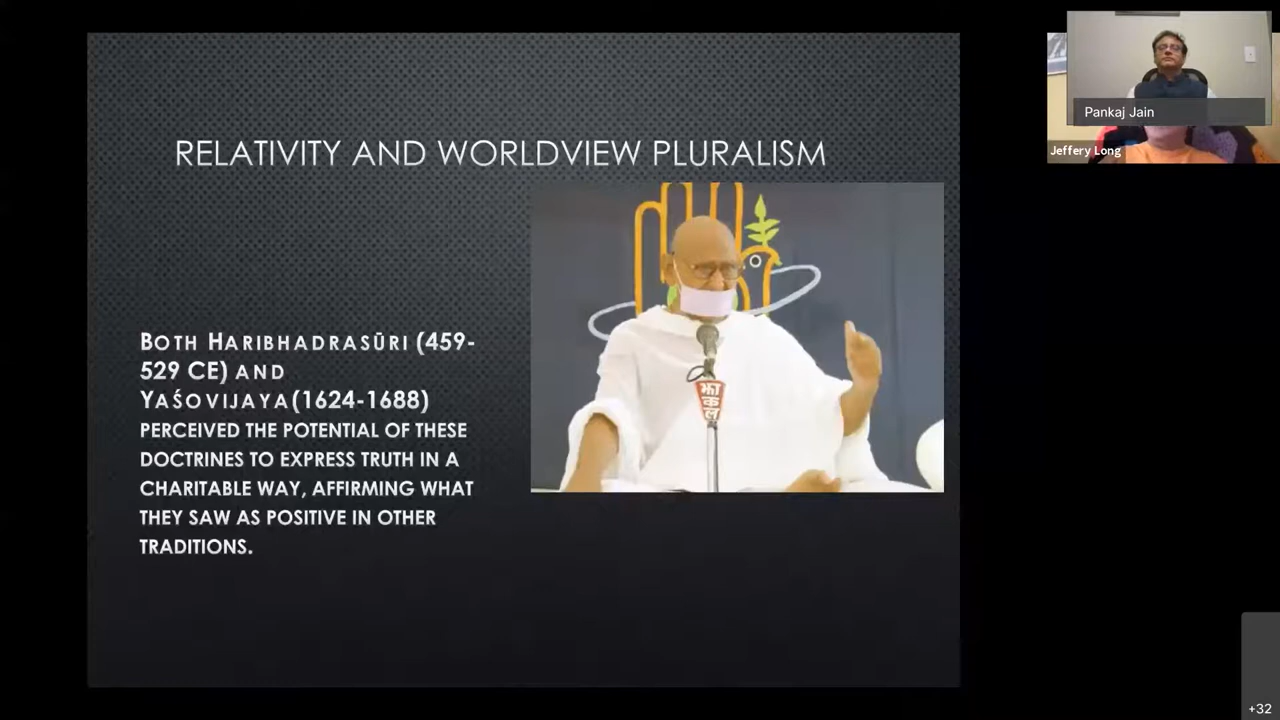 RELATIVITY AND WORLDVIEW PLURALISM
BOTH HARIBHADRASŪRI (459-
529 CE) AND
YAŚOVIJAYA(1624-1688)
PERCEIVED THE POTENTIAL OF THESE
DOCTRINES TO EXPRESS TRUTH IN A
CHARITABLE WAY, AFFIRMING WHAT
THEY SAW AS POSITIVE IN OTHER
TRADITIONS.
झा
क
ल
Pankaj Jain
Jeffery Long
+32